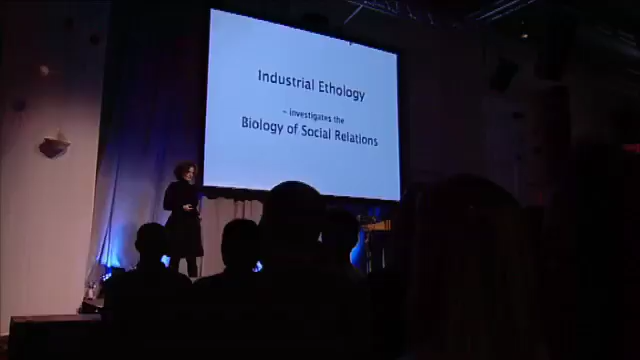 Industrial Ethology
– investigates the
Biology of Social Relations